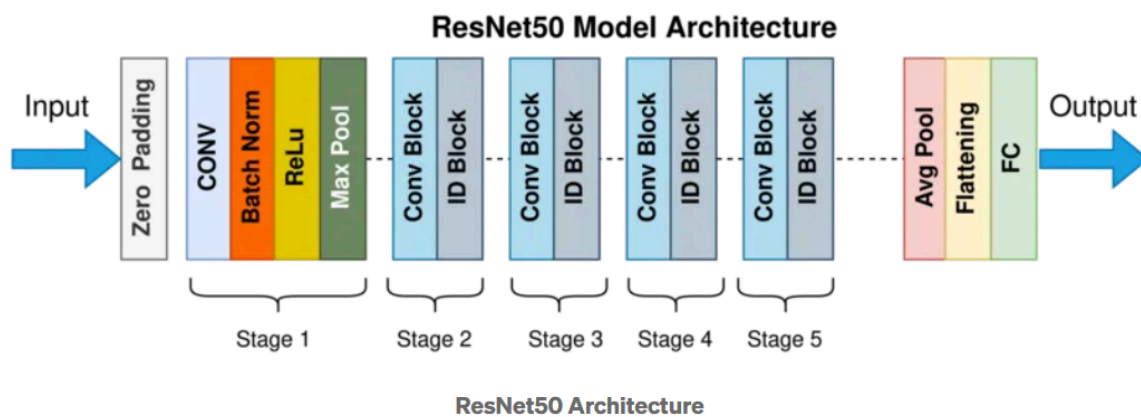 ResNet50 Model Architecture
Input
Zero Padding
CONV
Batch Norm
ReLu
Max Pool
Conv Block
ID Block
Conv Block
ID Block
Conv Block
ID Block
Conv Block
ID Block
Avg Pool
Flattening
FC
Output
Stage 1
Stage 2
Stage 3
Stage 4
Stage 5
ResNet50 Architecture